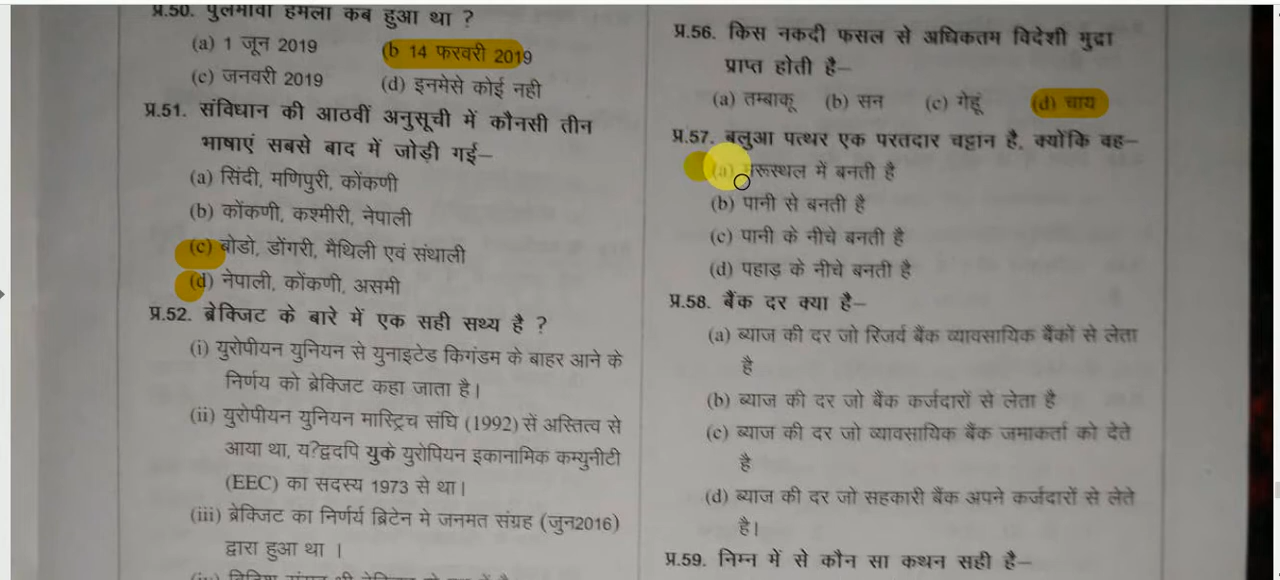 प्र.50. पुलमावा हमला कब हुआ था ?
(a) 1 जून 2019
(b 14 फरवरी 2019
(c) जनवरी 2019
(d) इनमेसे कोई नही
प्र.51. संविधान की आठवीं अनुसूची में कौनसी तीन
भाषाएं सबसे बाद में जोड़ी गई–
(a) सिंदी, मणिपुरी, कोंकणी
(b) कोंकणी, कश्मीरी, नेपाली
(c) बोडो, डोंगरी, मैथिली एवं संथाली
(d) नेपाली, कोंकणी, असमी
प्र.52. ब्रेक्जिट के बारे में एक सही सथ्य है ?
(i) युरोपीयन युनियन से युनाइटेड किगंडम के बाहर आने के
निर्णय को ब्रेक्जिट कहा जाता है।
(ii) युरोपीयन युनियन मास्ट्रिच संघि (1992) सें अस्तित्व से
आया था, य?द्वदपि युके युरोपियन इकानामिक कम्युनीटी
(EEC) का सदस्य 1973 से था।
(iii) ब्रेक्जिट का निर्णर्य ब्रिटेन मे जनमत संग्रह (जुन2016)
द्वारा हुआ था ।
प्र.56. किस नकदी फसल से अधिकतम विदेशी मुद्रा
प्राप्त होती है–
(a) तम्बाकू (b) सन (c) गेहूं (d) चाय
प्र.57. बलुआ पत्थर एक परतदार चट्टान है, क्योंकि वह–
(a) मरूस्थल में बनती है
(b) पानी से बनती है
(c) पानी के नीचे बनती है
(d) पहाड़ के नीचे बनती है
प्र.58. बैंक दर क्या है–
(a) ब्याज की दर जो रिजर्व बैंक व्यावसायिक बैंकों से लेता
है
(b) ब्याज की दर जो बैंक कर्जदारों से लेता है
(c) ब्याज की दर जो व्यावसायिक बैंक जमाकर्ता को देते
है
(d) ब्याज की दर जो सहकारी बैंक अपने कर्जदारों से लेते
है।
प्र.59. निम्न में से कौन सा कथन सही है–